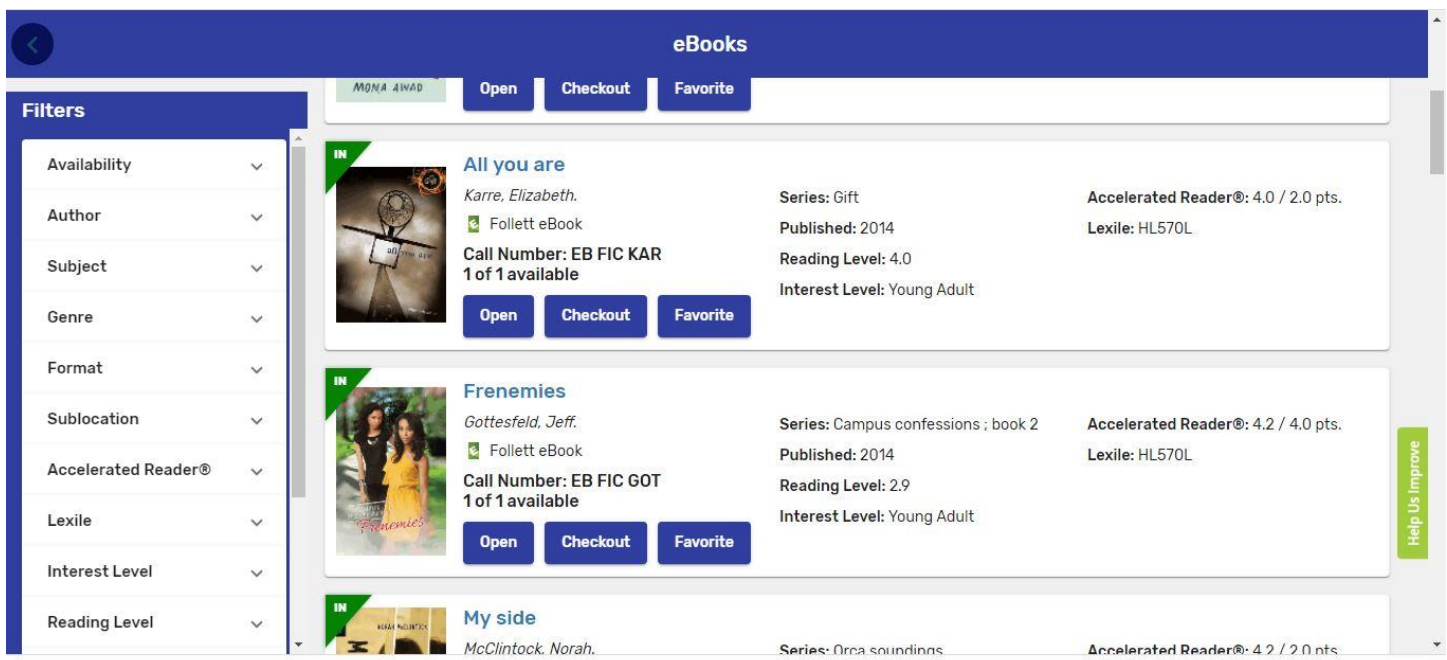 eBooks
Filters
Availability
Author
Subject
Genre
Format
Sublocation
Accelerated Reader®
Lexile
Interest Level
Reading Level
MONA AWAD
Open Checkout Favorite
IN
All you are
Karre, Elizabeth.
Follett eBook
Call Number: EB FIC KAR
1 of 1 available
Open Checkout Favorite
Series: Gift
Published: 2014
Reading Level: 4.0
Interest Level: Young Adult
Accelerated Reader®: 4.0 / 2.0 pts.
Lexile: HL570L
all you are
IN
Frenemies
Gottesfeld, Jeff.
Follett eBook
Call Number: EB FIC GOT
1 of 1 available
Open Checkout Favorite
Series: Campus confessions ; book 2
Published: 2014
Reading Level: 2.9
Interest Level: Young Adult
Accelerated Reader®: 4.2 / 4.0 pts.
Lexile: HL570L
Frenemies
IN
NORAH McCLINTOCK
M
My side
McClintock, Norah.
Series: Orca soundings
Accelerated Reader®: 4.2 / 2.0 pts.
Help Us Improve